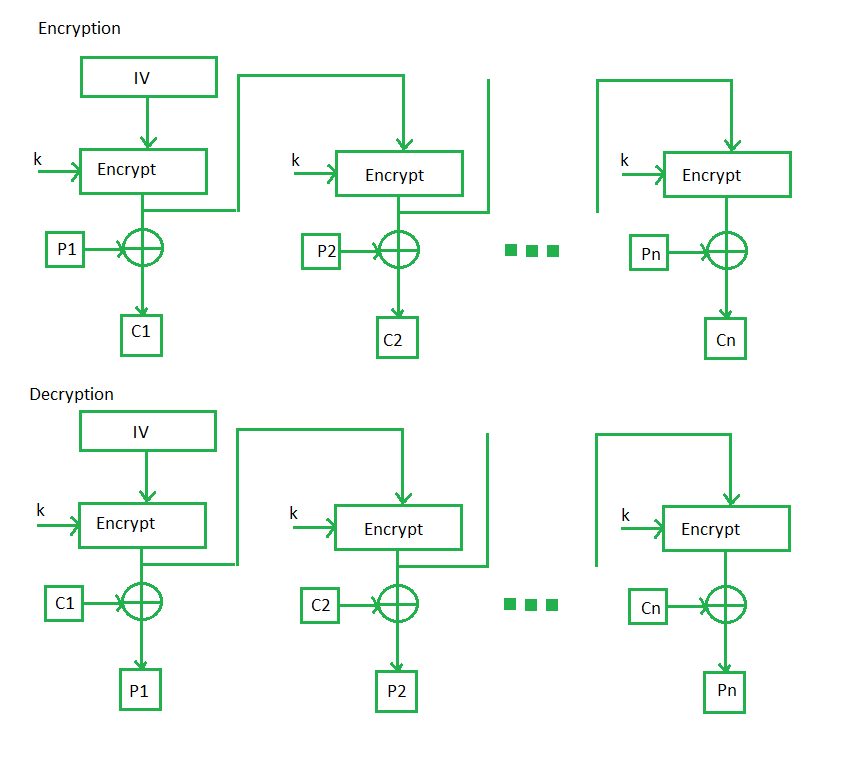 Encryption
IV
k
Encrypt
k
Encrypt
k
Encrypt
P1
P2
Pn
C1
C2
Cn
Decryption
IV
k
Encrypt
k
Encrypt
k
Encrypt
C1
C2
Cn
P1
P2
Pn